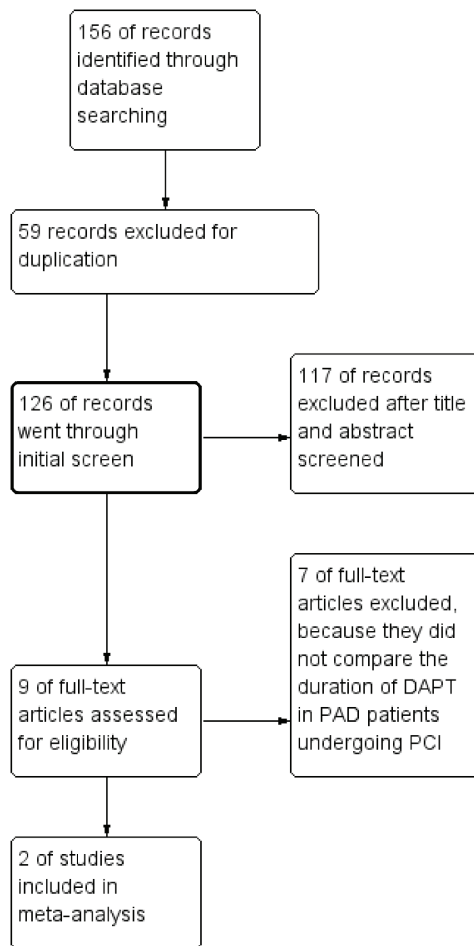 156 of records
identified through
database
searching
59 records excluded for
duplication
126 of records
went through
initial screen
117 of records
excluded after title
and abstract
screened
9 of full-text
articles assessed
for eligibility
7 of full-text
articles excluded,
because they did
not compare the
duration of DAPT
in PAD patients
undergoing PCI
2 of studies
included in
meta-analysis